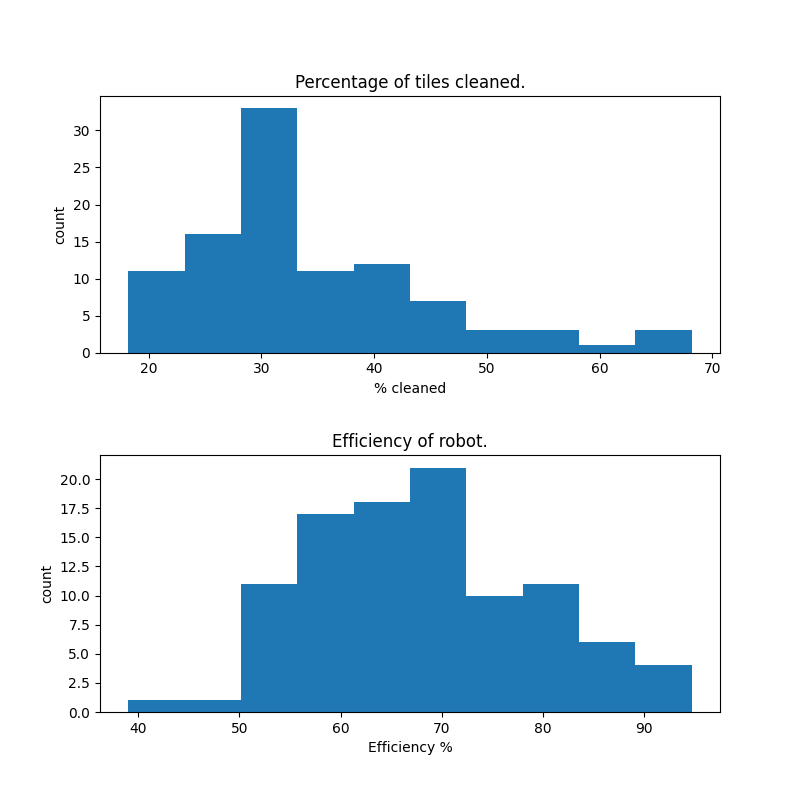 Percentage of tiles cleaned.
30
25
20
15
10
5
0
count
20 30 40 50 60 70
% cleaned
Efficiency of robot.
20.0
17.5
15.0
12.5
10.0
7.5
5.0
2.5
0.0
count
40 50 60 70 80 90
Efficiency %